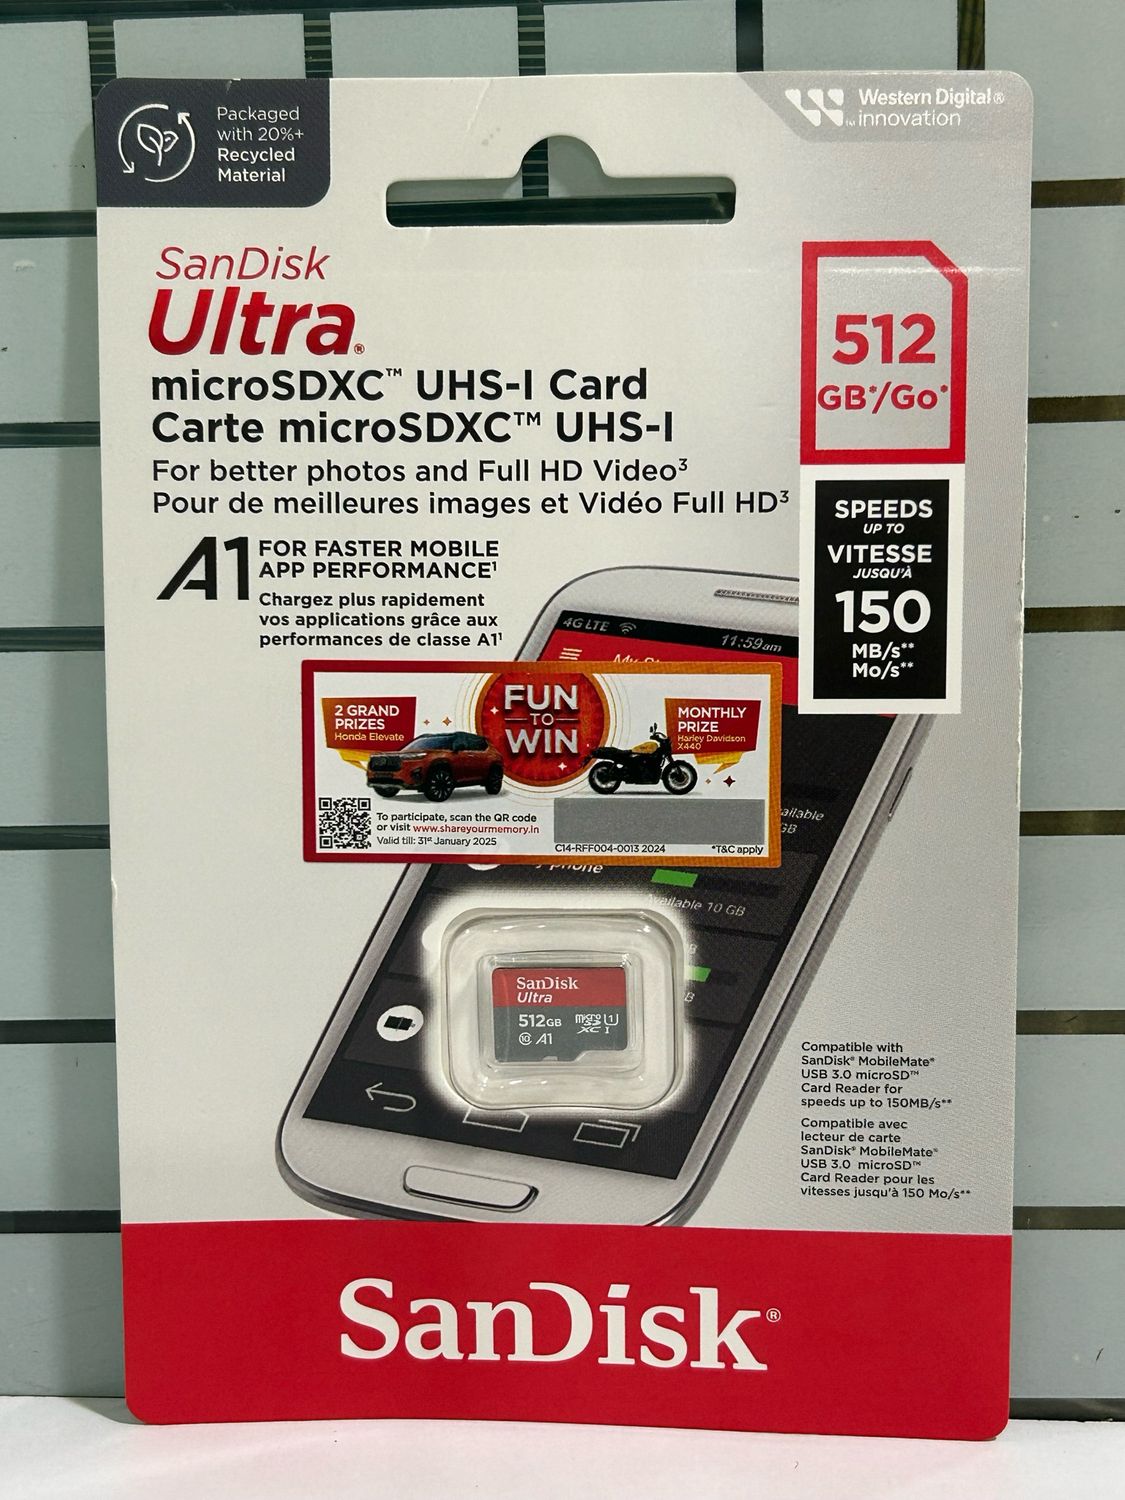 Packaged
with 20%+
Recycled
Material
Western Digital®
innovation
SanDisk
Ultra®
microSDXC™ UHS-I Card
Carte microSDXC™ UHS-I
For better photos and Full HD Video³
Pour de meilleures images et Vidéo Full HD³
512
GB*/Go*
SPEEDS
UP TO
VITESSE
JUSQU'À
150
MB/s**
Mo/s**
A1
FOR FASTER MOBILE
APP PERFORMANCE¹
Chargez plus rapidement
vos applications grâce aux
performances de classe A1¹
4G LTE
11:59am
2 GRAND
PRIZES
Honda Elevate
FUN
TO
WIN
MONTHLY
PRIZE
Harley Davidson
X440
To participate, scan the QR code
or visit www.shareyourmemory.in
Valid till: 31st January 2025
C14-RFF004-0013 2024
*T&C apply
GB
phone
Available 10 GB
SanDisk
Ultra
512GB
micro
SD
XC I
U1
10 A1
Compatible with
SanDisk® MobileMate®
USB 3.0 microSD™
Card Reader for
speeds up to 150MB/s**
Compatible avec
lecteur de carte
SanDisk® MobileMate®
USB 3.0 microSD™
Card Reader pour les
vitesses jusqu'à 150 Mo/s**
SanDisk®